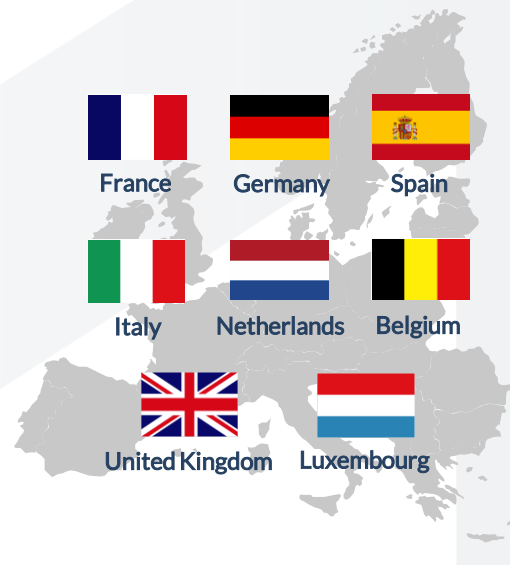 France
Germany
Spain
Italy
Netherlands
Belgium
United Kingdom
Luxembourg